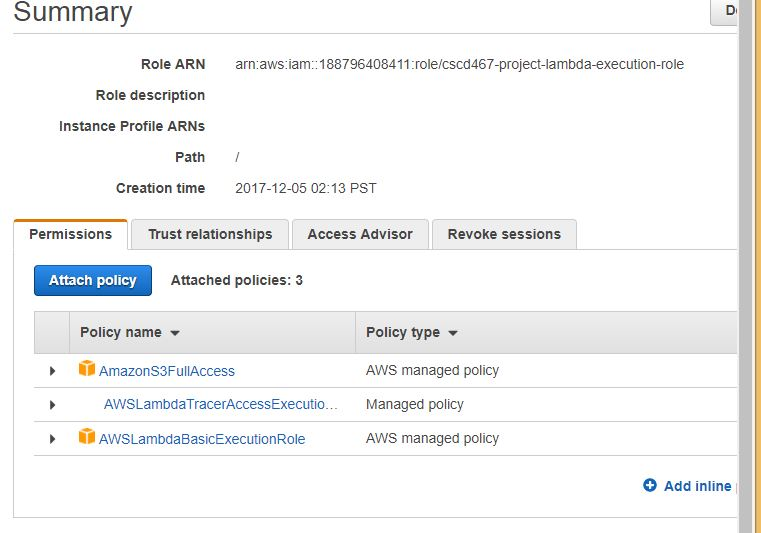 Summary
Role ARN arn:aws:iam::188796408411:role/cscd467-project-lambda-execution-role
Role description
Instance Profile ARNs
Path /
Creation time 2017-12-05 02:13 PST
Permissions Trust relationships Access Advisor Revoke sessions
Attach policy Attached policies: 3
Policy name Policy type
AmazonS3FullAccess AWS managed policy
AWSLambdaTracerAccessExecutio... Managed policy
AWSLambdaBasicExecutionRole AWS managed policy
Add inline